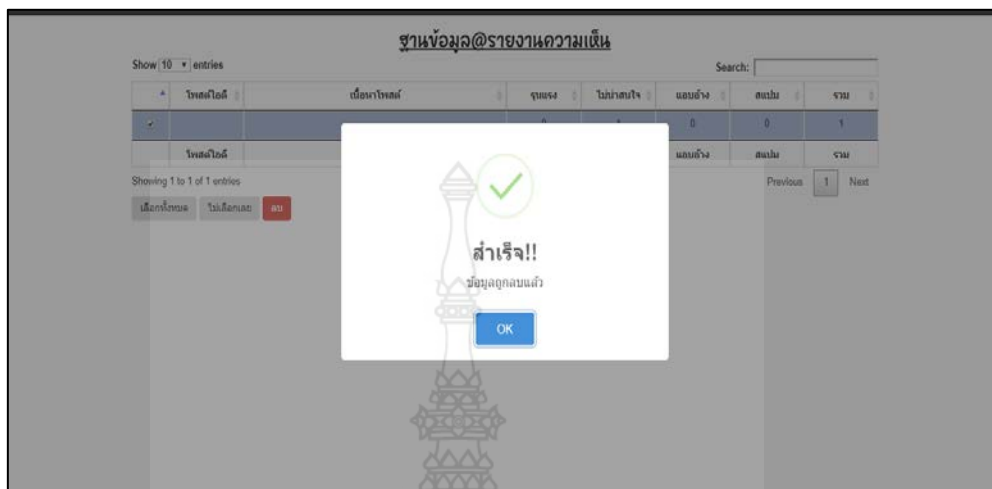 ฐานข้อมูล@รายงานความเห็น
Show 10 entries Search:
โพสต์ไอดี เนื้อหาโพสต์ รุนแรง ไม่น่าสนใจ แอบอ้าง สแปม รวม
0 1 0 0 1
โพสต์ไอดี แอบอ้าง สแปม รวม
Showing 1 to 1 of 1 entries Previous 1 Next
เลือกทั้งหมด ไม่เลือกเลย ลบ
สำเร็จ!!
ข้อมูลถูกลบแล้ว
OK